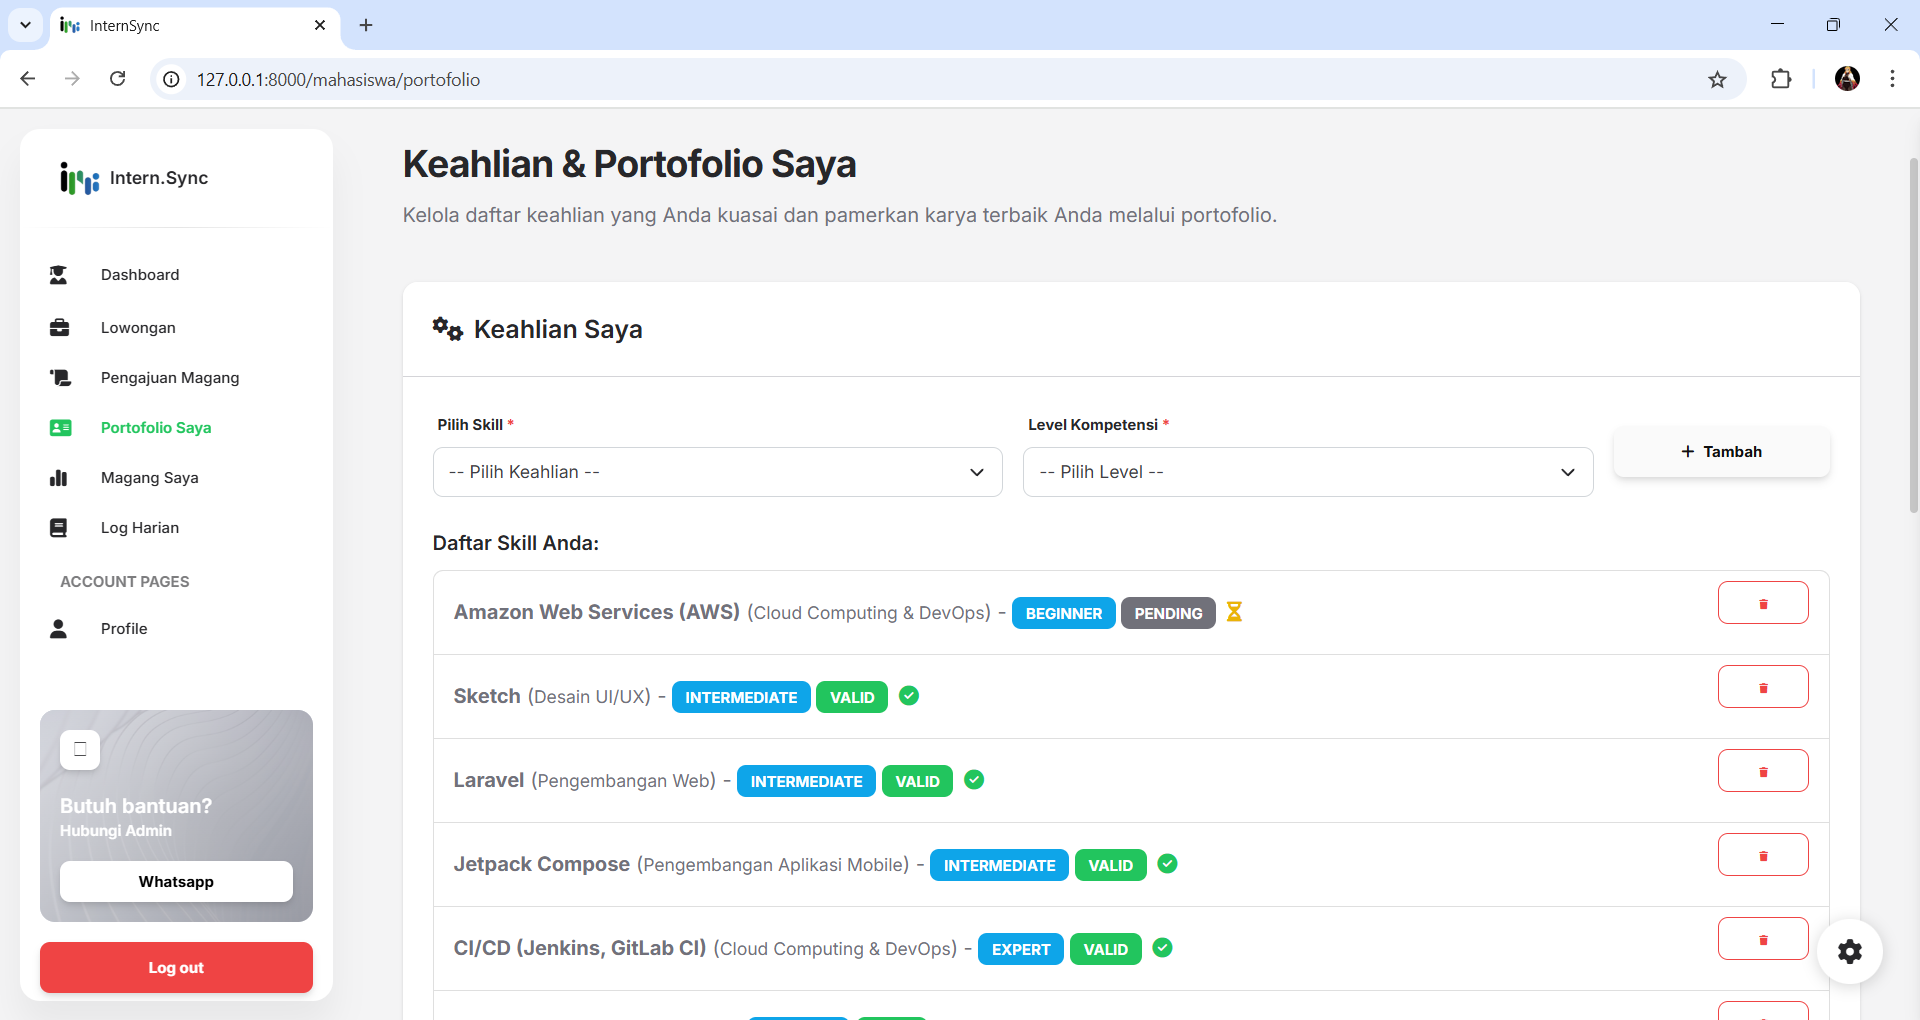 InternSync
127.0.0.1:8000/mahasiswa/portofolio
Intern.Sync
Dashboard
Lowongan
Pengajuan Magang
Portofolio Saya
Magang Saya
Log Harian
ACCOUNT PAGES
Profile
Butuh bantuan?
Hubungi Admin
Whatsapp
Log out
Keahlian & Portofolio Saya
Kelola daftar keahlian yang Anda kuasai dan pamerkan karya terbaik Anda melalui portofolio.
Keahlian Saya
Pilih Skill *
-- Pilih Keahlian --
Level Kompetensi *
-- Pilih Level --
+ Tambah
Daftar Skill Anda:
Amazon Web Services (AWS) (Cloud Computing & DevOps) - BEGINNER PENDING
Sketch (Desain UI/UX) - INTERMEDIATE VALID
Laravel (Pengembangan Web) - INTERMEDIATE VALID
Jetpack Compose (Pengembangan Aplikasi Mobile) - INTERMEDIATE VALID
CI/CD (Jenkins, GitLab CI) (Cloud Computing & DevOps) - EXPERT VALID